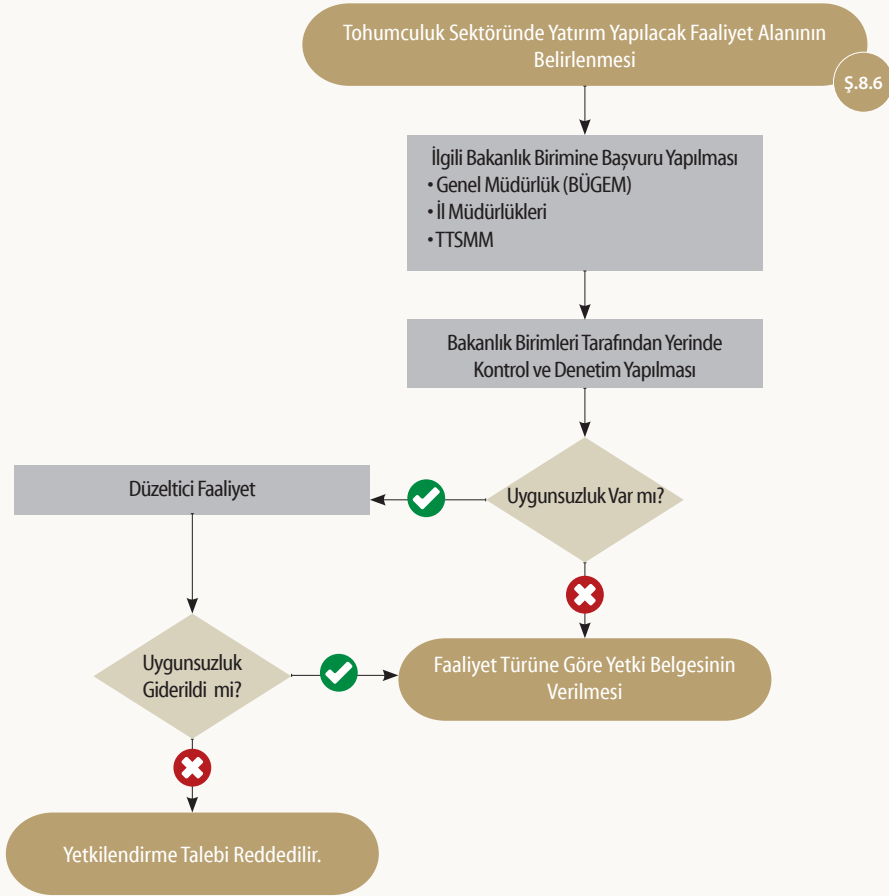 Tohumculuk Sektöründe Yatırım Yapılacak Faaliyet Alanının
Belirlenmesi
Ş.8.6
İlgili Bakanlık Birimine Başvuru Yapılması
• Genel Müdürlük (BÜGEM)
• İl Müdürlükleri
• TTSMM
Bakanlık Birimleri Tarafından Yerinde
Kontrol ve Denetim Yapılması
Uygunsuzluk Var mı?
Düzeltici Faaliyet
Uygunsuzluk
Giderildi mi?
Faaliyet Türüne Göre Yetki Belgesinin
Verilmesi
Yetkilendirme Talebi Reddedilir.